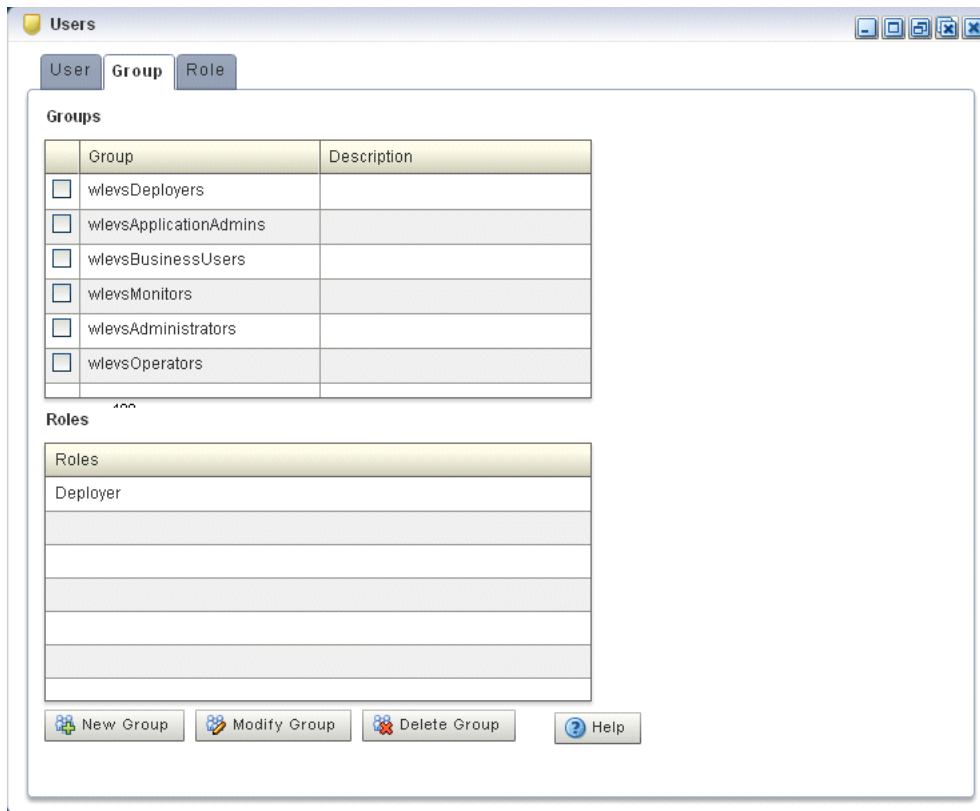 Users
User Group Role
Groups
Group Description
wlevsDeployers
wlevsApplicationAdmins
wlevsBusinessUsers
wlevsMonitors
wlevsAdministrators
wlevsOperators
Roles
Roles
Deployer
New Group Modify Group Delete Group Help